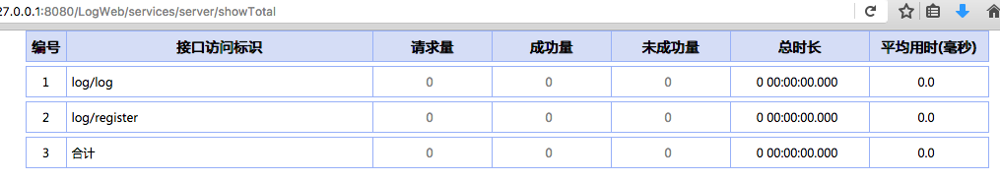 27.0.0.1:8080/LogWeb/services/server/showTotal
编号 接口访问标识 请求量 成功量 未成功量 总时长 平均用时(毫秒)
1 log/log 0 0 0 0 00:00:00.000 0.0
2 log/register 0 0 0 0 00:00:00.000 0.0
3 合计 0 0 0 0 00:00:00.000 0.0